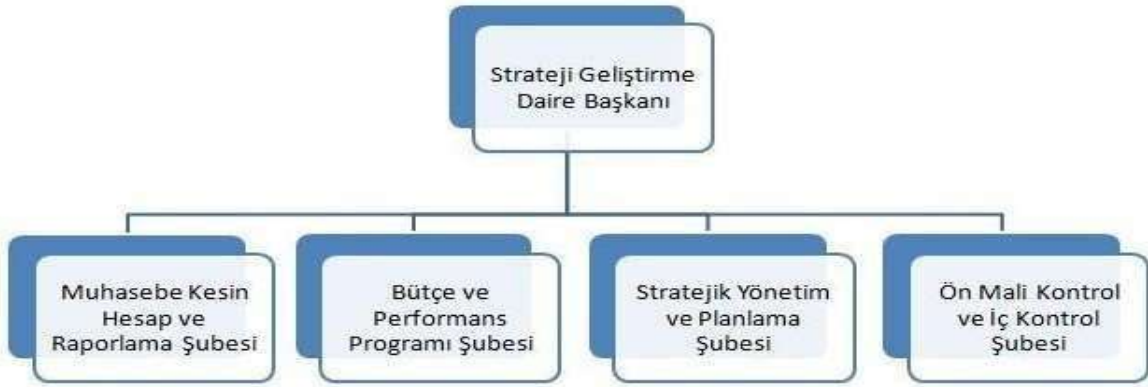 Strateji Geliştirme
Daire Başkanı
Muhasebe Kesin
Hesap ve
Raporlama Şubesi
Bütçe ve
Performans
Programı Şubesi
Stratejik Yönetim
ve Planlama
Şubesi
Ön Mali Kontrol
ve İç Kontrol
Şubesi